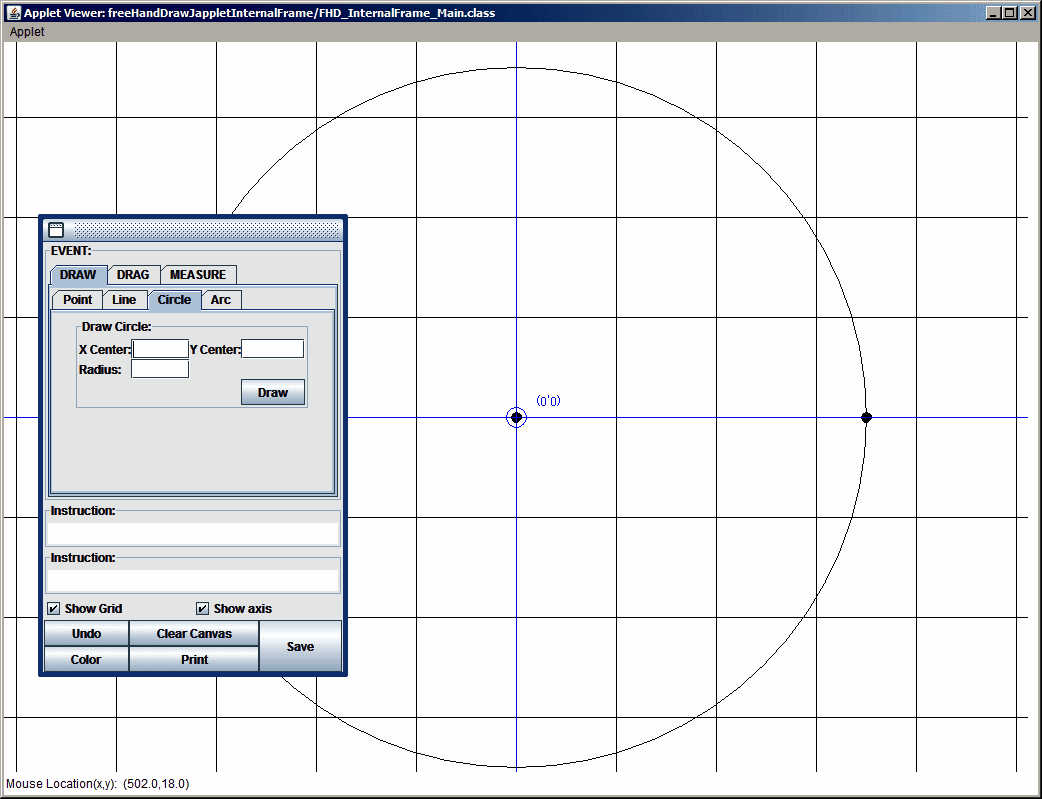 Applet Viewer: freeHandDrawJappletInternalFrame/FHD_InternalFrame_Main.class
Applet
EVENT:
DRAW DRAG MEASURE
Point Line Circle Arc
Draw Circle:
X Center: Y Center:
Radius:
Draw
(0'0)
Instruction:
Instruction:
Show Grid Show axis
Undo Clear Canvas Save
Color Print
Mouse Location(x,y): (502.0,18.0)